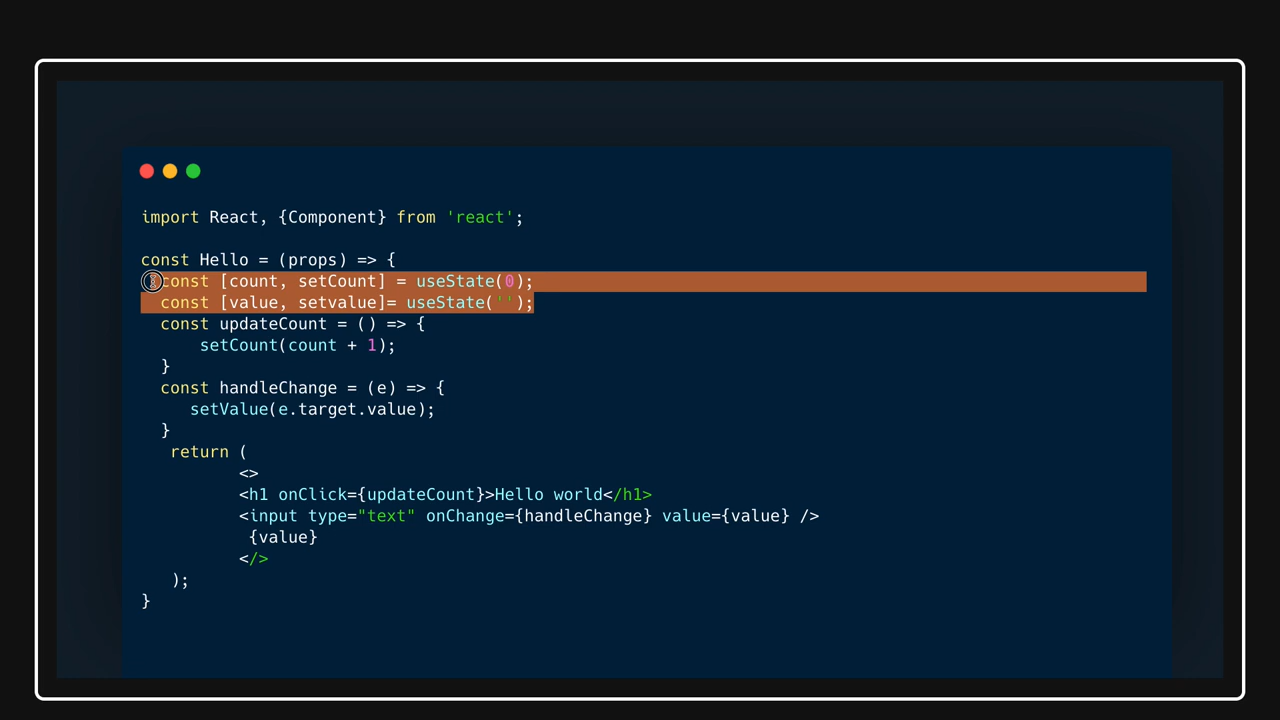 import React, {Component} from 'react';
const Hello = (props) => {
const [count, setCount] = useState(0);
const [value, setvalue]= useState('');
const updateCount = () => {
setCount(count + 1);
}
const handleChange = (e) => {
setValue(e.target.value);
}
return (
<>
<h1 onClick={updateCount}>Hello world</h1>
<input type="text" onChange={handleChange} value={value} />
{value}
</>
);
}